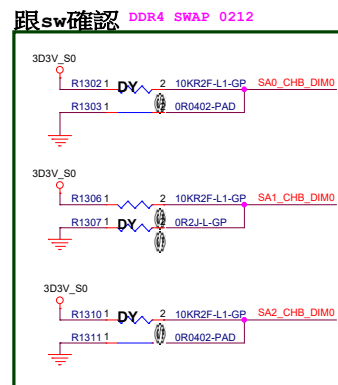 跟sw確認 DDR4 SWAP 0212
3D3V_S0
R1302 1 DY 2 10KR2F-L1-GP SA0_CHB_DIM0
R1303 1 2 0R0402-PAD
3D3V_S0
R1306 1 2 10KR2F-L1-GP SA1_CHB_DIM0
R1307 1 DY 2 0R2J-L-GP
3D3V_S0
R1310 1 DY 2 10KR2F-L1-GP SA2_CHB_DIM0
R1311 1 0R0402-PAD